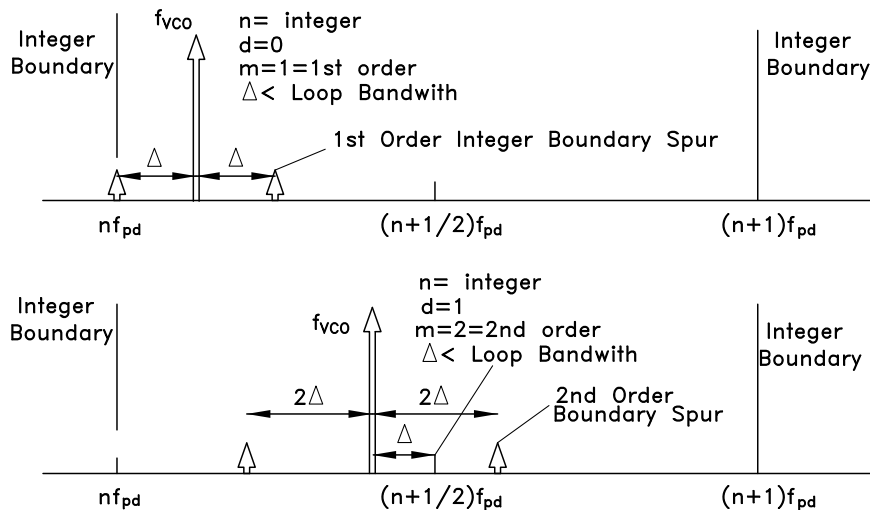 f_VCO
n= integer
d=0
m=1=1st order
△< Loop Bandwith
Integer
Boundary
Integer
Boundary
△
△
1st Order Integer Boundary Spur
nf_pd
(n+1/2)f_pd
(n+1)f_pd
n= integer
d=1
m=2=2nd order
△< Loop Bandwith
Integer
Boundary
f_VCO
Integer
Boundary
2△
2△
△
2nd Order
Boundary Spur
nf_pd
(n+1/2)f_pd
(n+1)f_pd